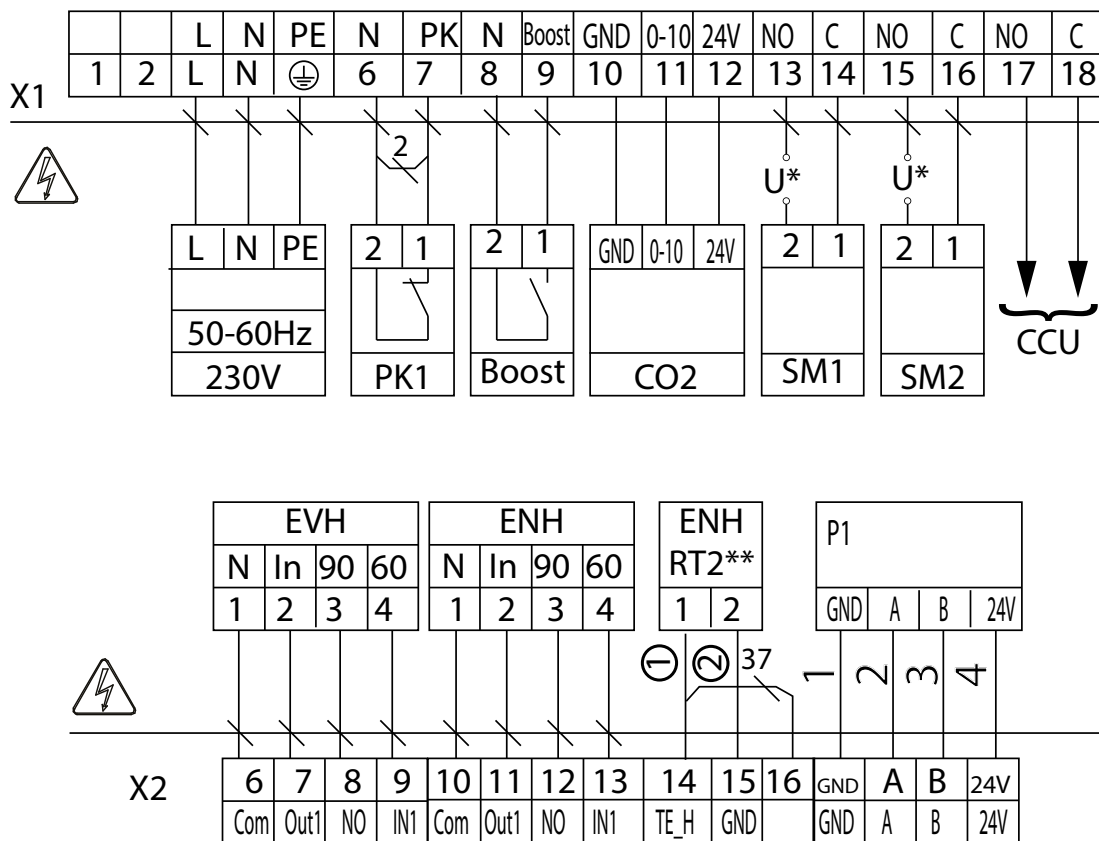 L N PE N PK N Boost GND 0-10 24V NO C NO C NO C
1 2 L N 6 7 8 9 10 11 12 13 14 15 16 17 18
X1
2
U* U*
L N PE 2 1 2 1 GND 0-10 24V 2 1 2 1
50-60Hz
CCU
230V PK1 Boost CO2 SM1 SM2
EVH ENH ENH P1
N In 90 60 N In 90 60 RT2**
1 2 3 4 1 2 3 4 1 2 GND A B 24V
① ② 37 1 2 3 4
X2 6 7 8 9 10 11 12 13 14 15 16 GND A B 24V
Com Out1 NO IN1 Com Out1 NO IN1 TE_H GND GND A B 24V